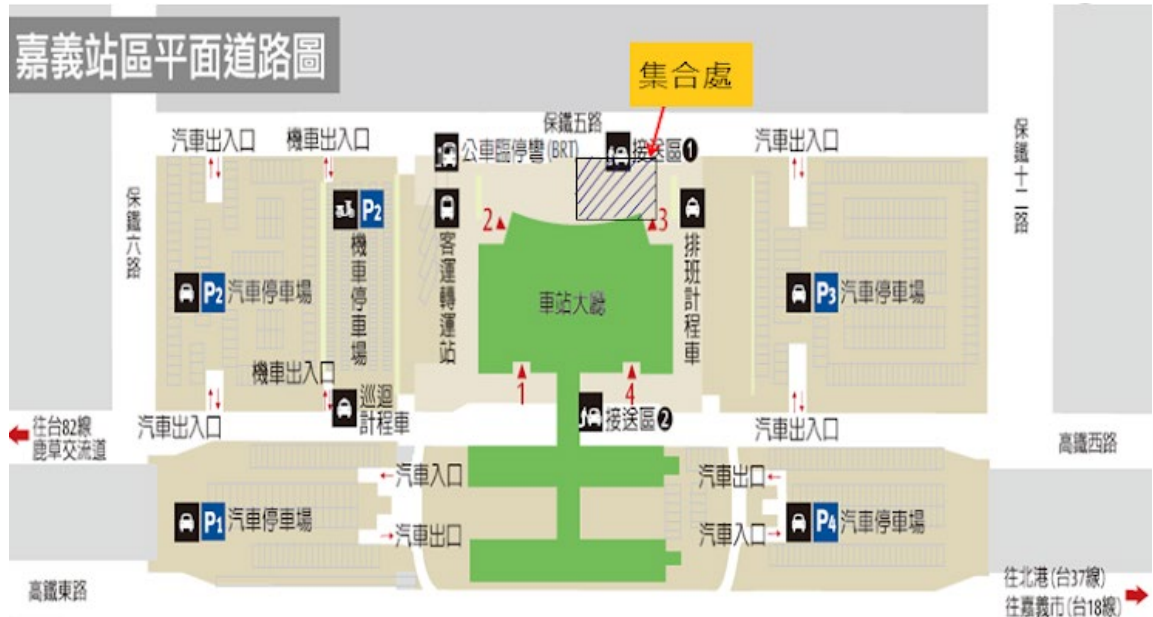 嘉義站區平面道路圖
集合處
保鐵五路
汽車出入口
機車出入口
公車臨停彎(BRT)
接送區❶
汽車出入口
保鐵十二路
保鐵六路
P2
2
3
機車停車場
客運轉運站
排班計程車
P2 汽車停車場
車站大廳
P3 汽車停車場
機車出入口
1
4
巡迴
計程車
接送區❷
汽車出入口
汽車出入口
往台82線
鹿草交流道
高鐵西路
汽車入口
汽車出口
P1 汽車停車場
P4 汽車停車場
汽車出口
汽車入口
高鐵東路
往北港(台37線)
往嘉義市(台18線)